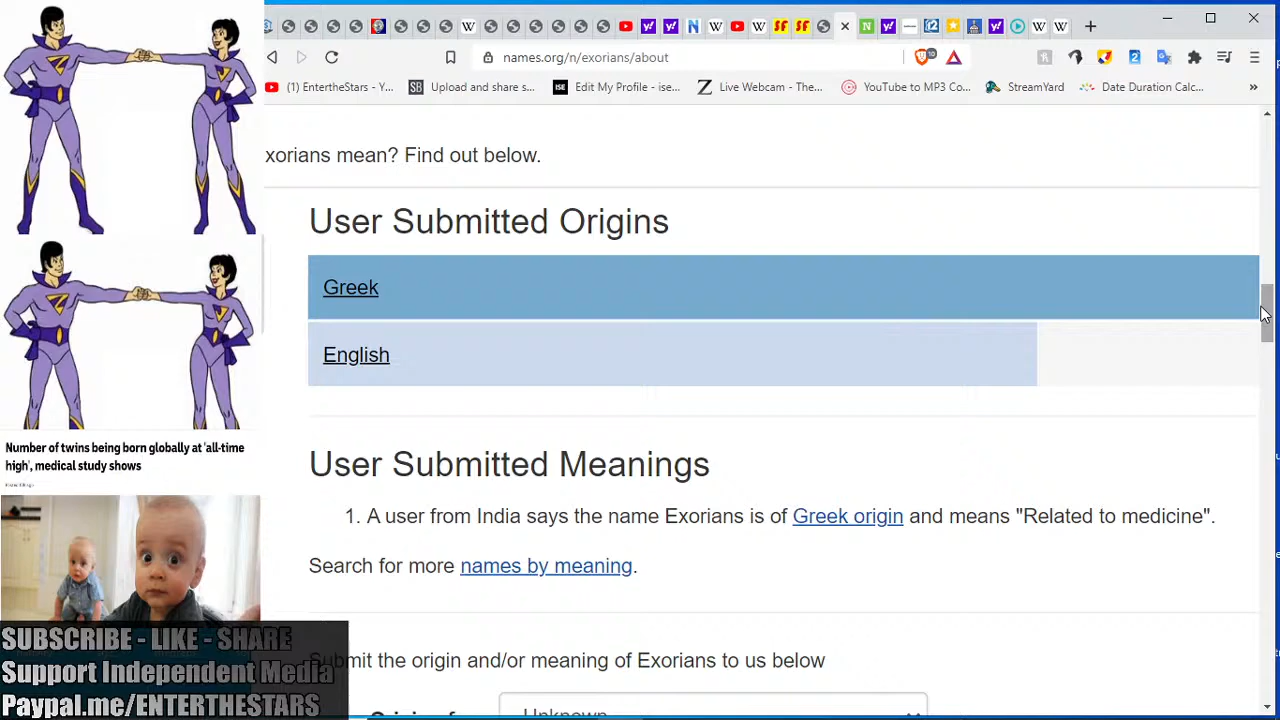 names.org/n/exorians/about
(1) EntertheStars - Y...
Upload and share s...
Edit My Profile - ise...
Live Webcam - The...
YouTube to MP3 Co...
StreamYard
Date Duration Calc...
xorians mean? Find out below.
User Submitted Origins
Greek
English
User Submitted Meanings
1. A user from India says the name Exorians is of Greek origin and means "Related to medicine".
Search for more names by meaning.
Submit the origin and/or meaning of Exorians to us below
Unknown
Number of twins being born globally at 'all-time
high', medical study shows
SUBSCRIBE - LIKE - SHARE
Support Independent Media
Paypal.me/ENTERTHESTARS